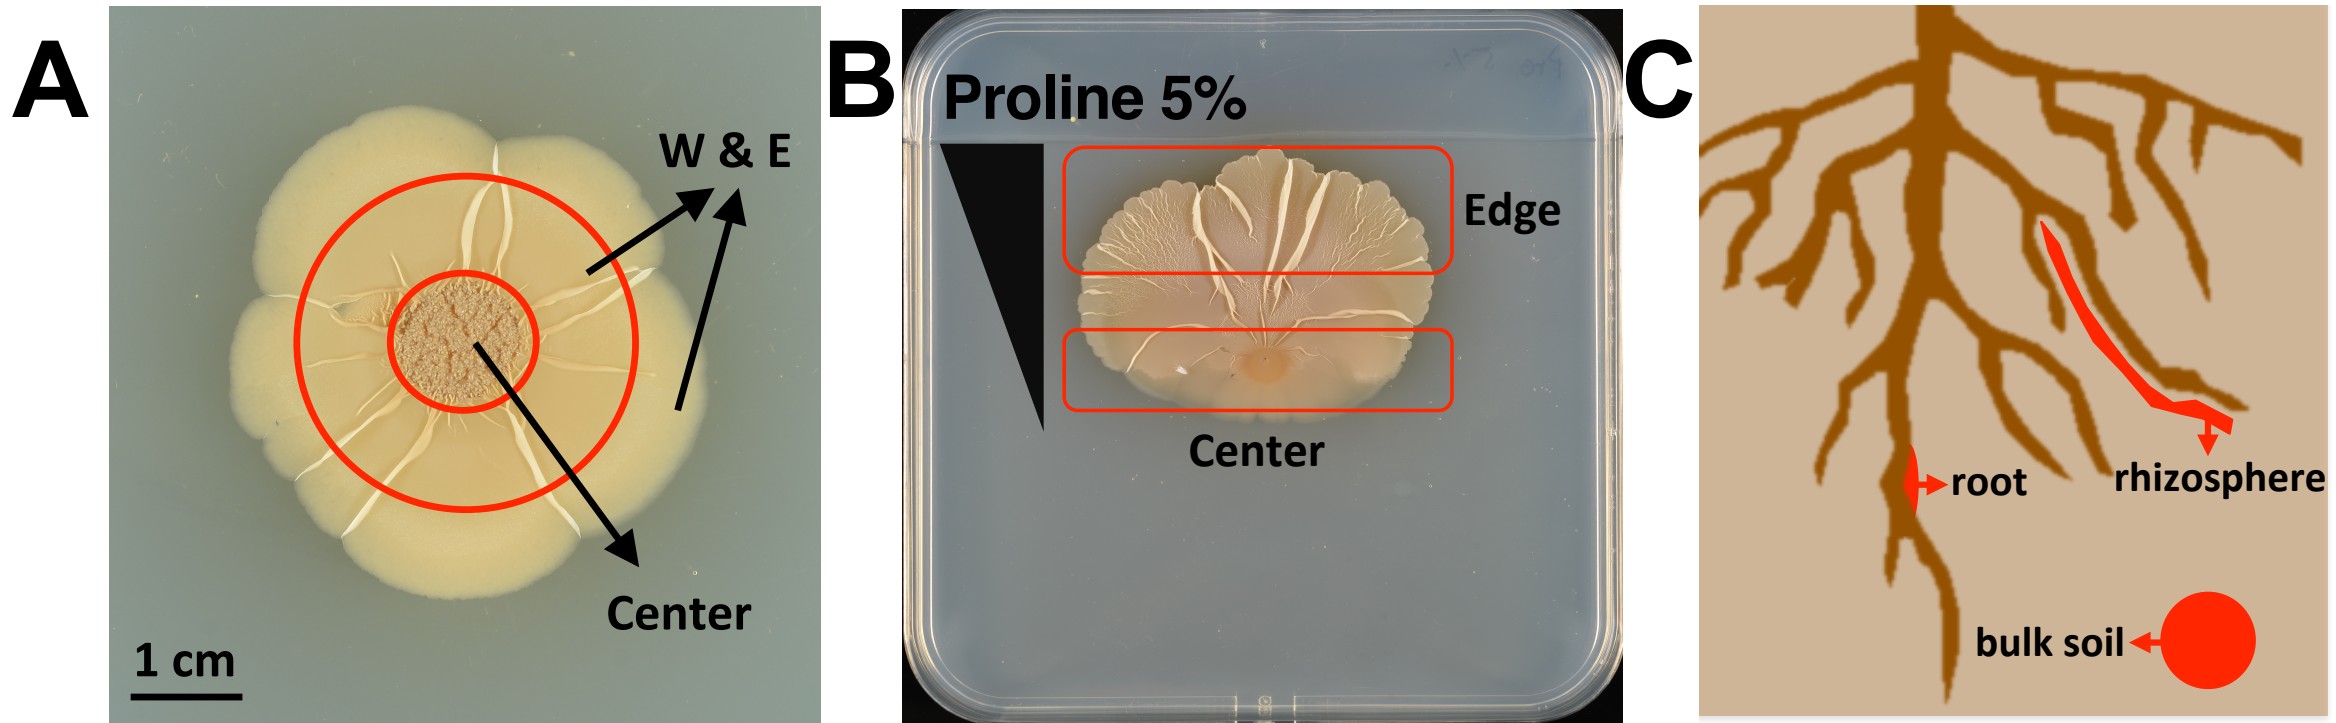 A
W & E
Center
1 cm
B
Proline 5%
Edge
Center
C
root
rhizosphere
bulk soil